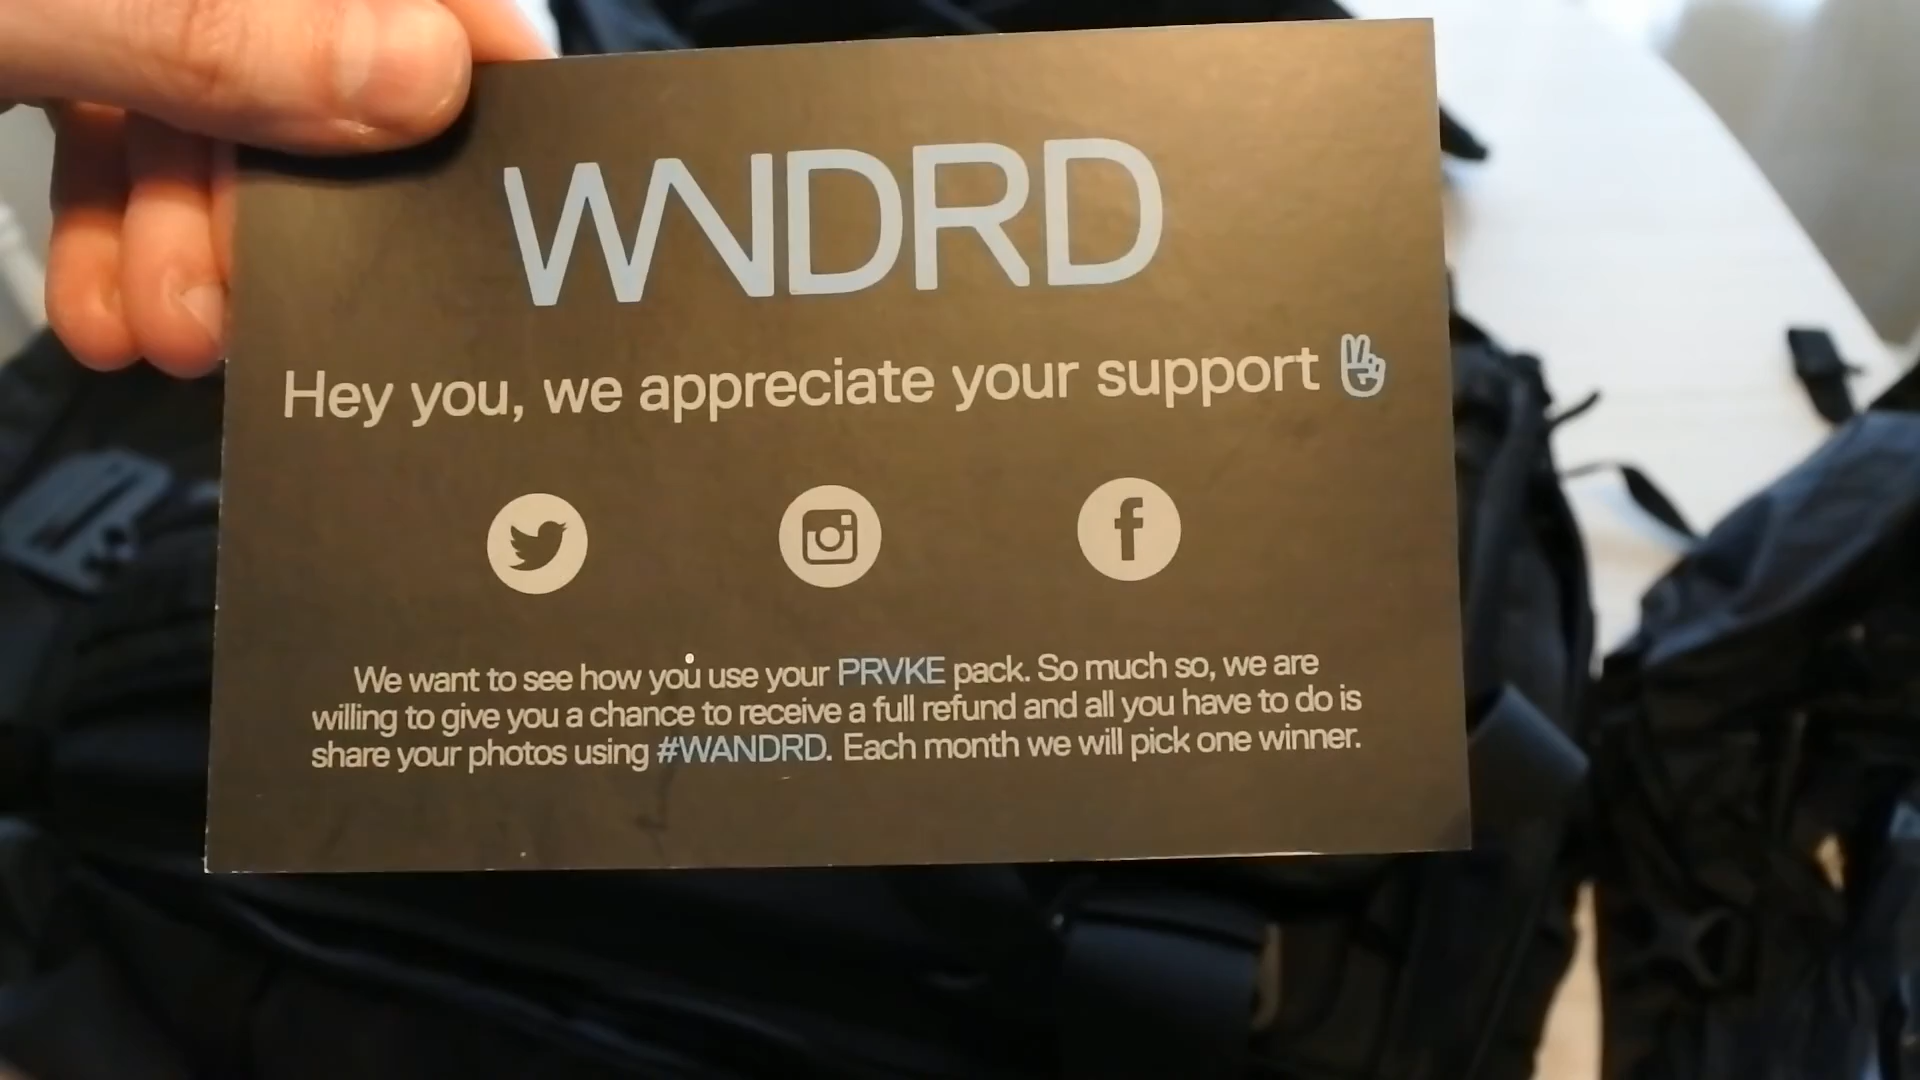 WNDRD
Hey you, we appreciate your support
We want to see how you use your PRVKE pack. So much so, we are
willing to give you a chance to receive a full refund and all you have to do is
share your photos using #WANDRD. Each month we will pick one winner.